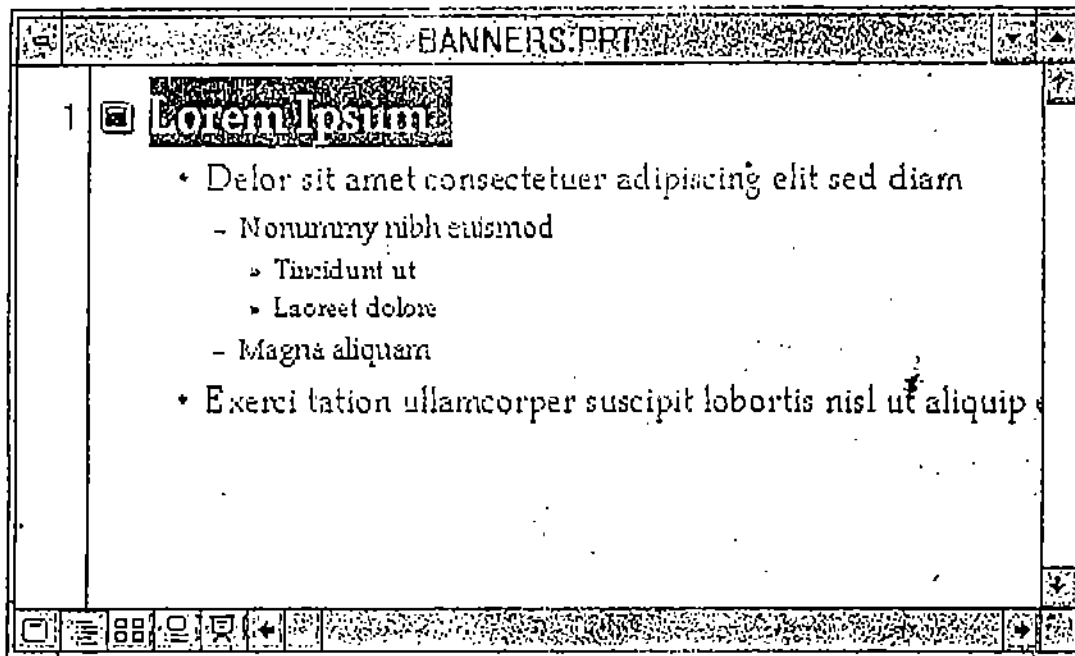 BANNERS.PPT
1 Lorem Ipsum
• Delor sit amet consectetuer adipiscing elit sed diam
– Nonummy nibh euismod
» Tincidunt ut
» Laoreet dolore
– Magna aliquam
• Exerci tation ullamcorper suscipit lobortis nisl ut aliquip